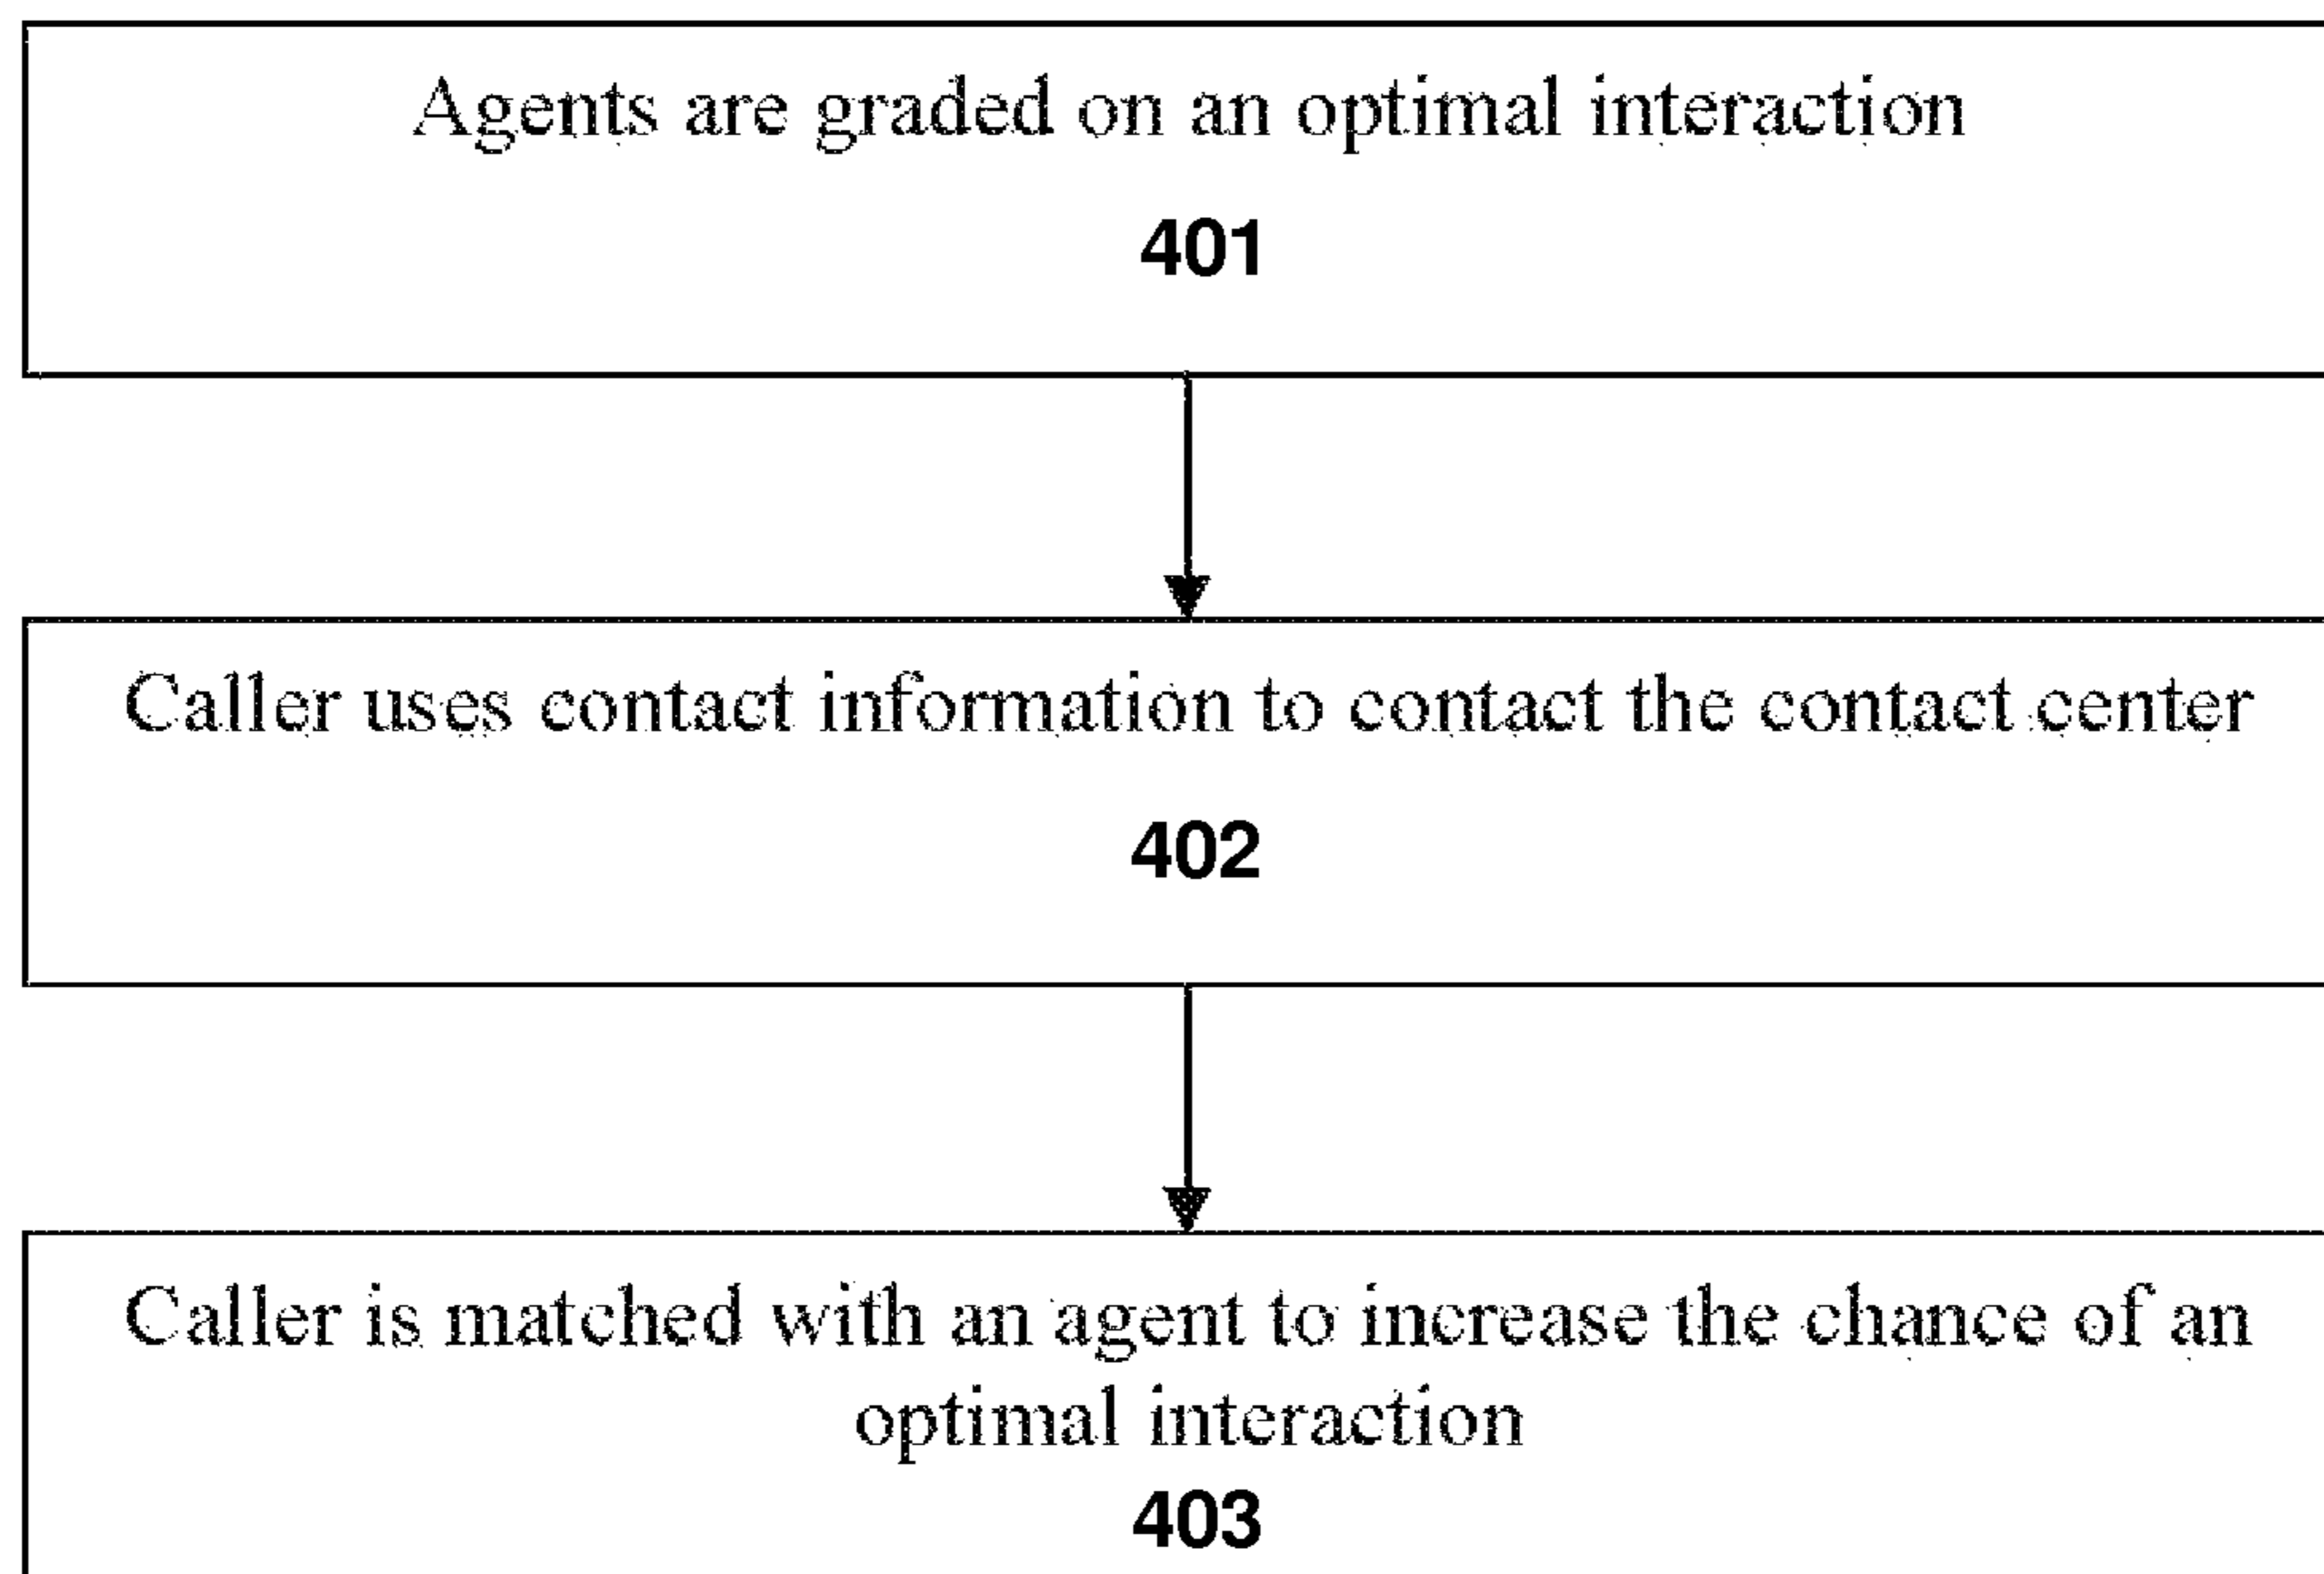 Agents are graded on an optimal interaction
401
Caller uses contact information to contact the contact center
402
Caller is matched with an agent to increase the chance of an
optimal interaction
403